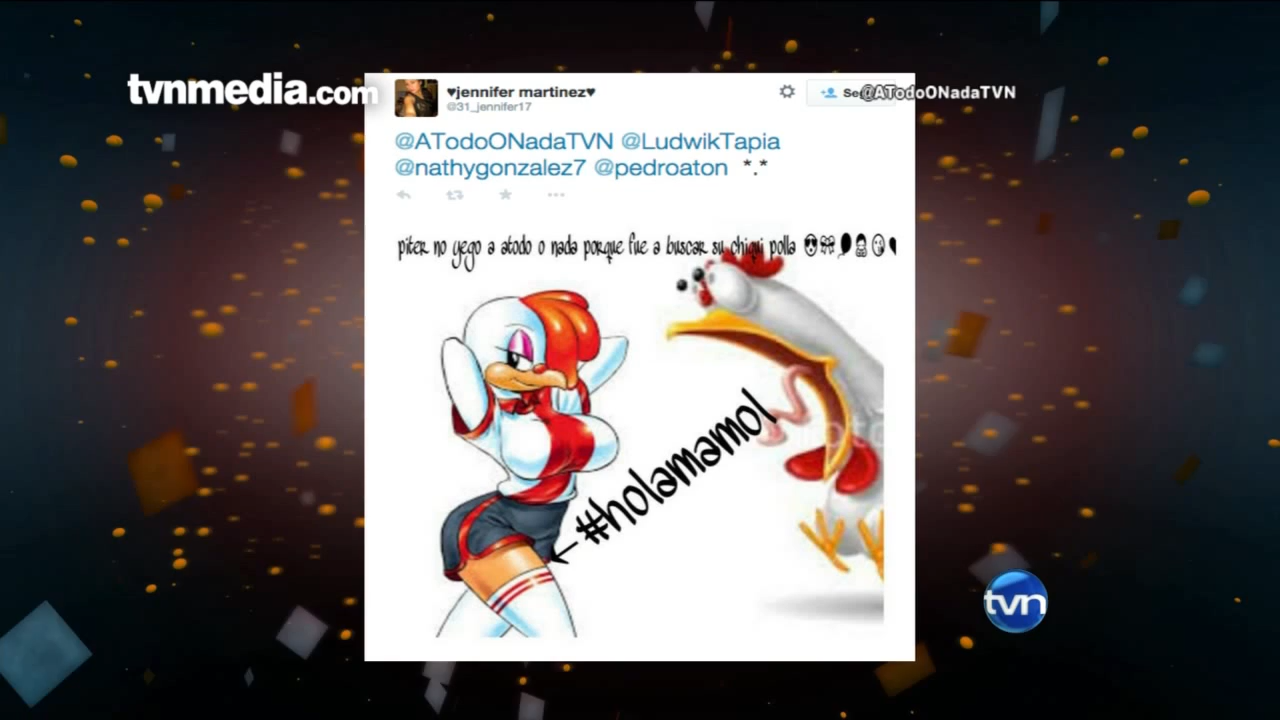 tvnmedia.com
♥jennifer martinez♥
@31_jennifer17
@ATodoONadaTVN
@ATodoONadaTVN @LudwikTapia
@nathygonzalez7 @pedroaton *.*
piter no yego a atodo o nada porque fue a buscar su chiqui polla
#holamamol
tvn